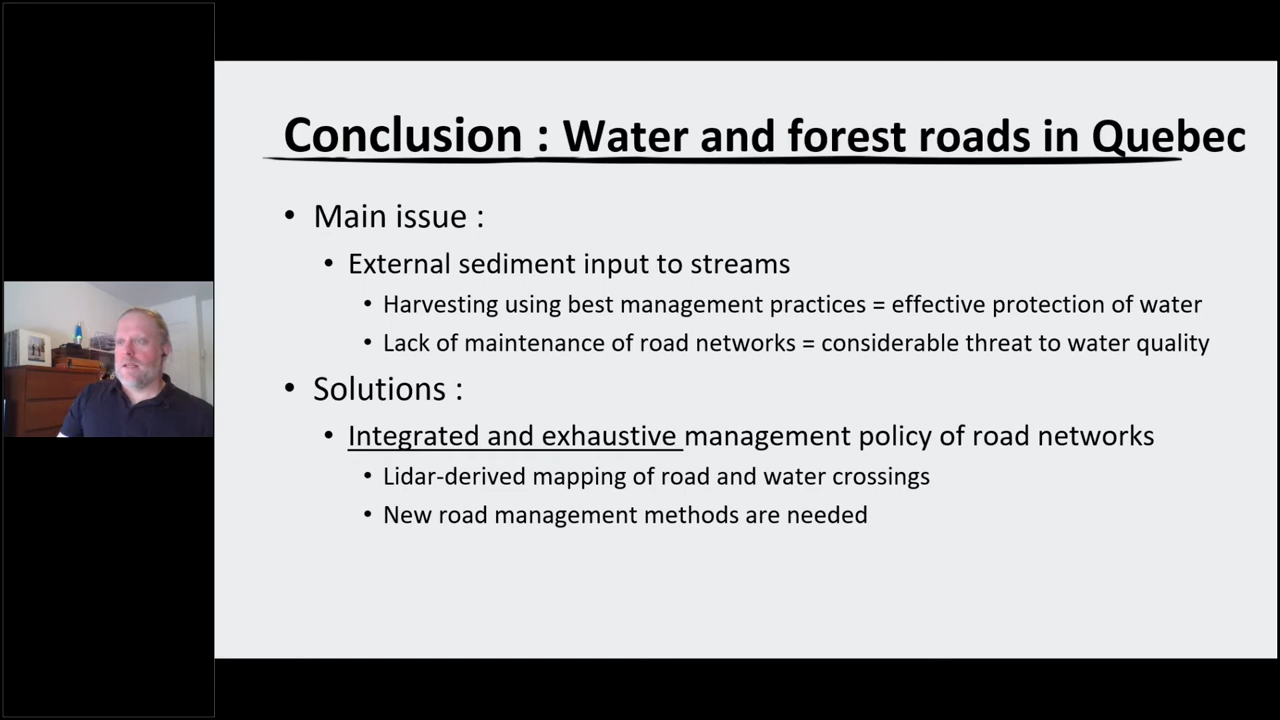 Conclusion : Water and forest roads in Quebec
• Main issue :
• External sediment input to streams
• Harvesting using best management practices = effective protection of water
• Lack of maintenance of road networks = considerable threat to water quality
• Solutions :
• Integrated and exhaustive management policy of road networks
• Lidar-derived mapping of road and water crossings
• New road management methods are needed